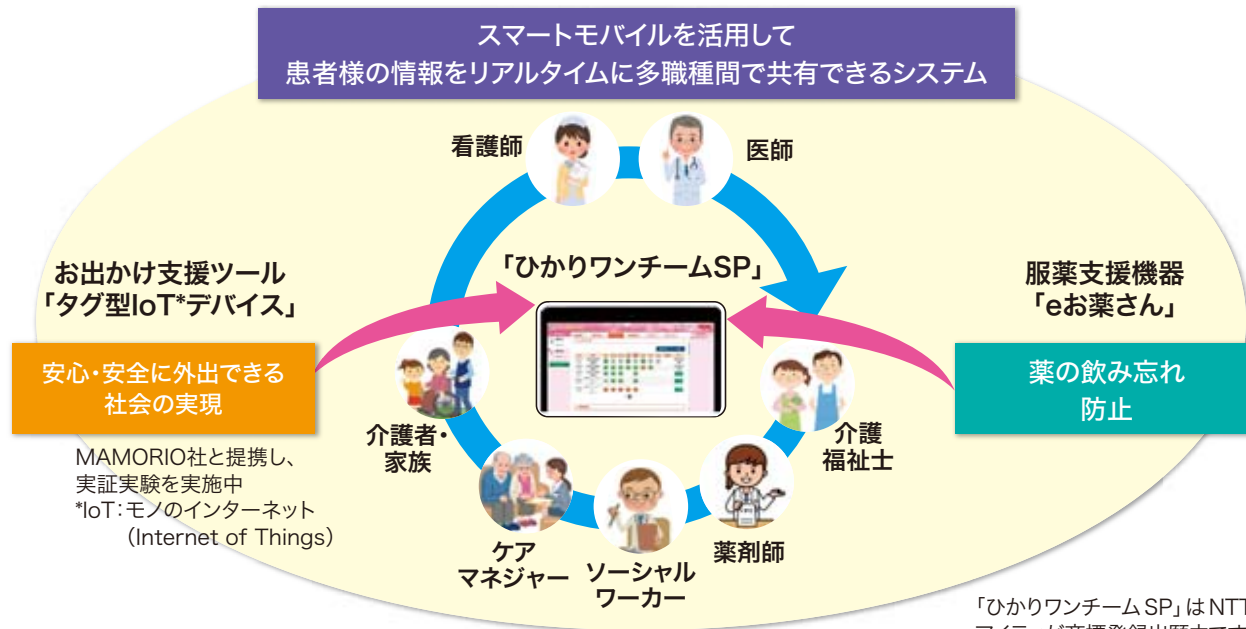 スマートモバイルを活用して
患者様の情報をリアルタイムに多職種間で共有できるシステム
看護師
医師
お出かけ支援ツール
「タグ型IoT*デバイス」
「ひかりワンチームSP」
服薬支援機器
「eお薬さん」
安心・安全に外出できる
社会の実現
薬の飲み忘れ
防止
MAMORIO社と提携し、
実証実験を実施中
*IoT:モノのインターネット
(Internet of Things)
介護者・
家族
介護
福祉士
ケア
マネジャー
ソーシャル
ワーカー
薬剤師
「ひかりワンチーム SP」は NTT